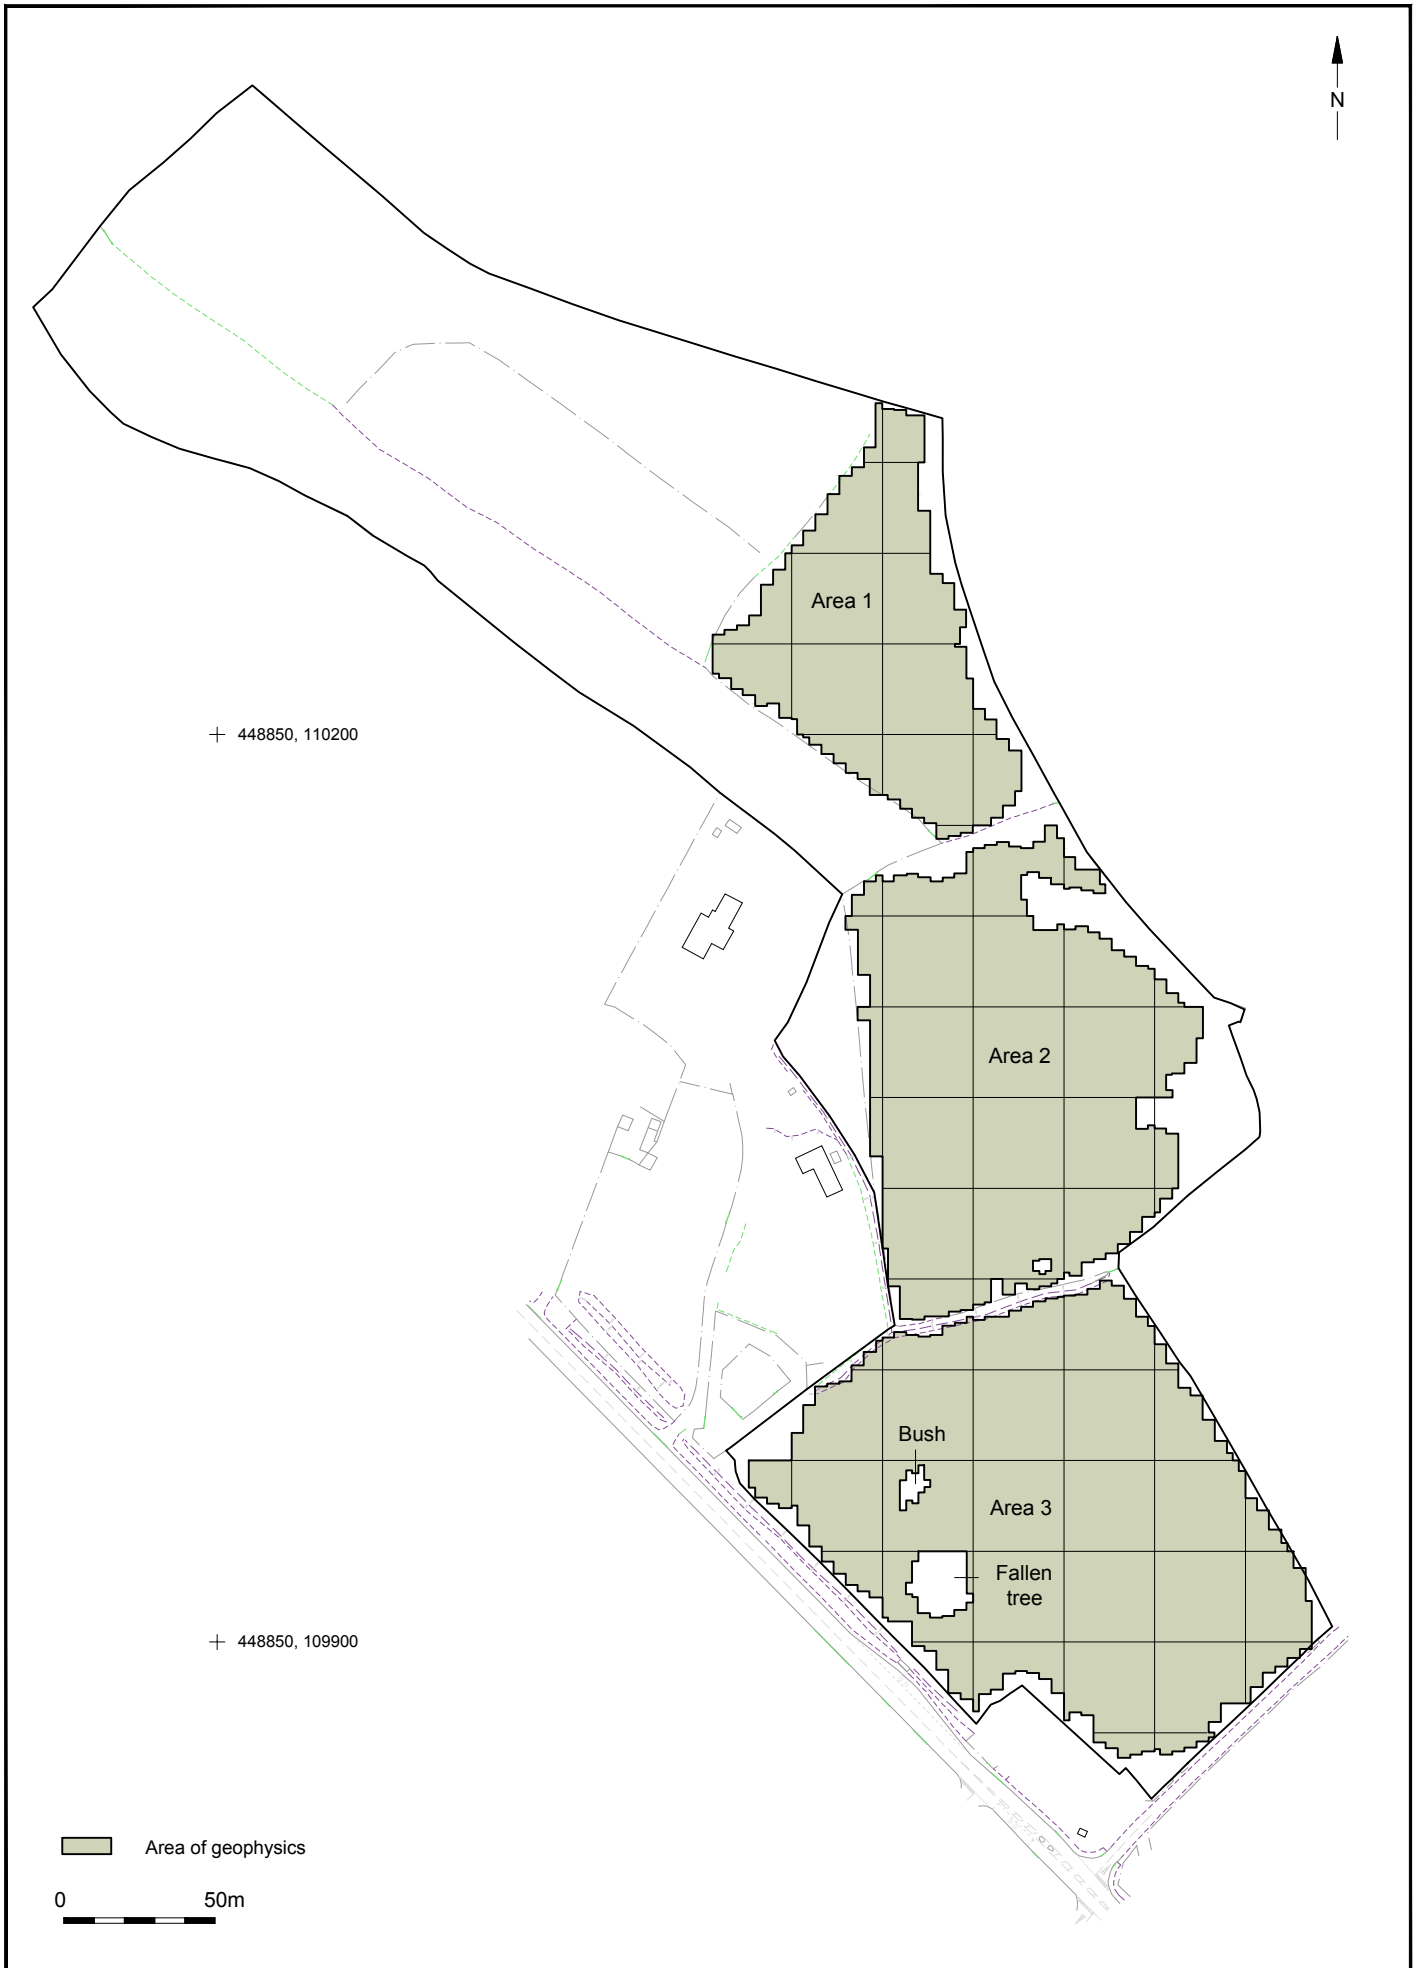 N
Area 1
448850, 110200
Area 2
Bush
Area 3
Fallen
tree
448850, 109900
Area of geophysics
0 50m